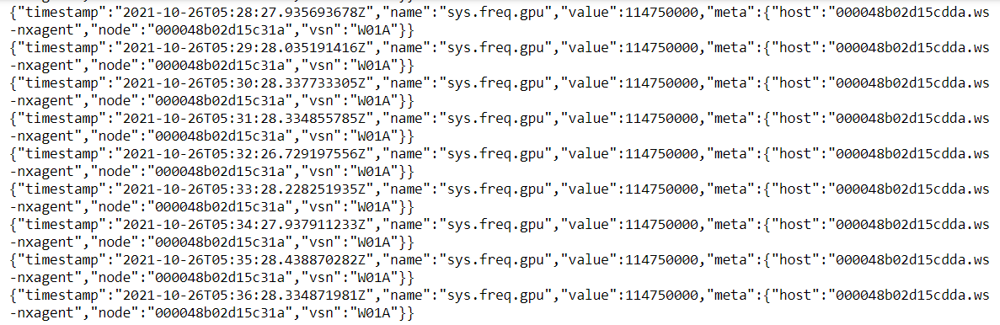 {"timestamp":"2021-10-26T05:28:27.935693678Z","name":"sys.freq.gpu","value":114750000,"meta":{"host":"000048b02d15cdda.ws
-nxagent","node":"000048b02d15c31a","vsn":"W01A"}}
{"timestamp":"2021-10-26T05:29:28.035191416Z","name":"sys.freq.gpu","value":114750000,"meta":{"host":"000048b02d15cdda.ws
-nxagent","node":"000048b02d15c31a","vsn":"W01A"}}
{"timestamp":"2021-10-26T05:30:28.337733305Z","name":"sys.freq.gpu","value":114750000,"meta":{"host":"000048b02d15cdda.ws
-nxagent","node":"000048b02d15c31a","vsn":"W01A"}}
{"timestamp":"2021-10-26T05:31:28.334855785Z","name":"sys.freq.gpu","value":114750000,"meta":{"host":"000048b02d15cdda.ws
-nxagent","node":"000048b02d15c31a","vsn":"W01A"}}
{"timestamp":"2021-10-26T05:32:26.729197556Z","name":"sys.freq.gpu","value":114750000,"meta":{"host":"000048b02d15cdda.ws
-nxagent","node":"000048b02d15c31a","vsn":"W01A"}}
{"timestamp":"2021-10-26T05:33:28.228251935Z","name":"sys.freq.gpu","value":114750000,"meta":{"host":"000048b02d15cdda.ws
-nxagent","node":"000048b02d15c31a","vsn":"W01A"}}
{"timestamp":"2021-10-26T05:34:27.937911233Z","name":"sys.freq.gpu","value":114750000,"meta":{"host":"000048b02d15cdda.ws
-nxagent","node":"000048b02d15c31a","vsn":"W01A"}}
{"timestamp":"2021-10-26T05:35:28.438870282Z","name":"sys.freq.gpu","value":114750000,"meta":{"host":"000048b02d15cdda.ws
-nxagent","node":"000048b02d15c31a","vsn":"W01A"}}
{"timestamp":"2021-10-26T05:36:28.334871981Z","name":"sys.freq.gpu","value":114750000,"meta":{"host":"000048b02d15cdda.ws
-nxagent","node":"000048b02d15c31a","vsn":"W01A"}}